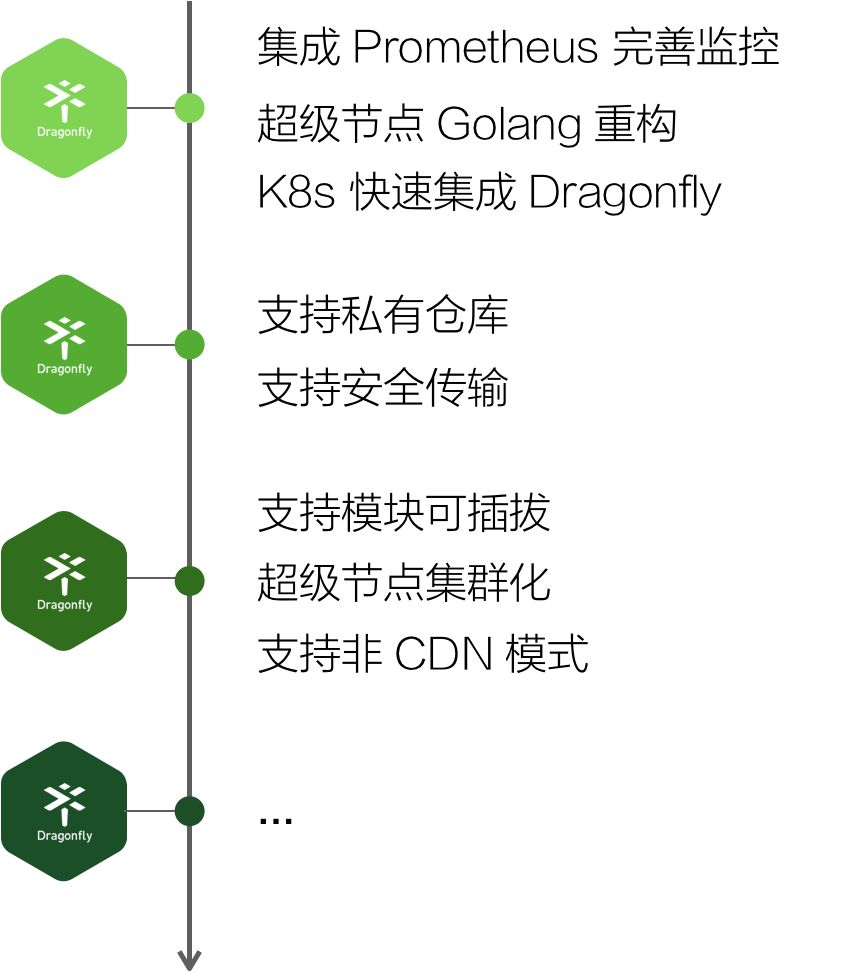 集成 Prometheus 完善监控
超级节点 Golang 重构
K8s 快速集成 Dragonfly
Dragonfly
支持私有仓库
支持安全传输
Dragonfly
支持模块可插拔
超级节点集群化
支持非 CDN 模式
Dragonfly
...
Dragonfly